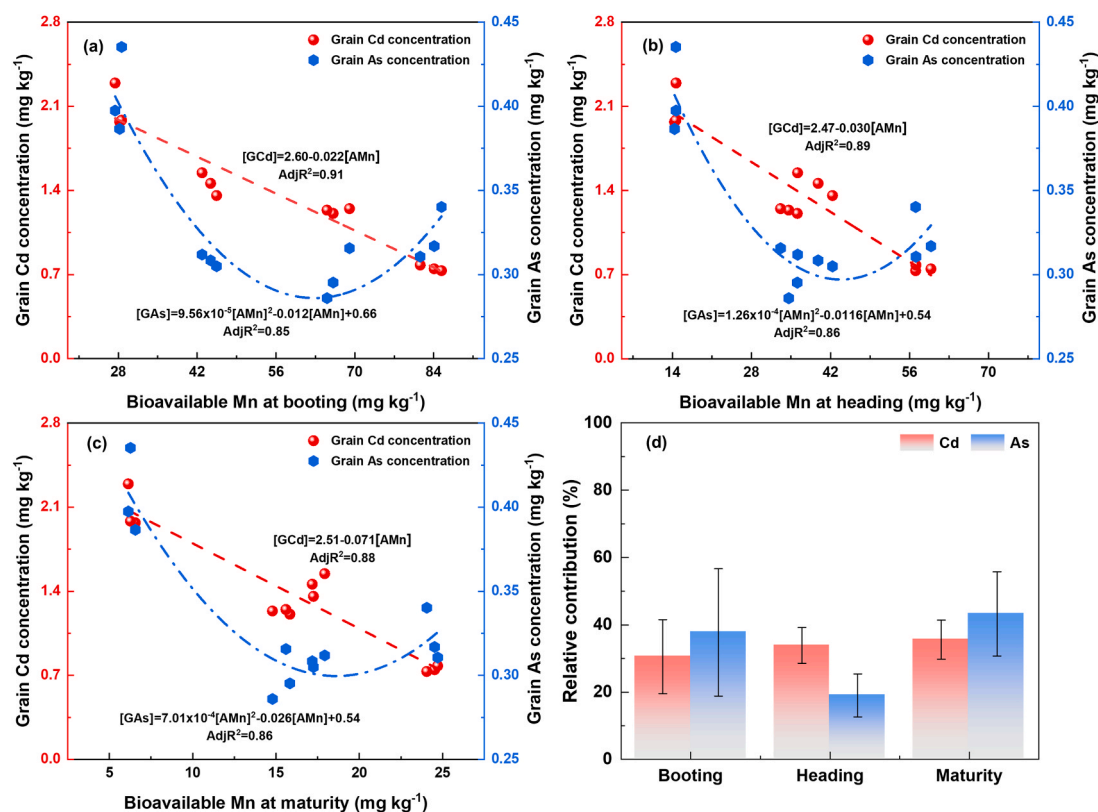 (a)
Grain Cd concentration
Grain As concentration
[GCd]=2.60-0.022[AMn]
AdjR²=0.91
[GAs]=9.56x10⁻⁵[AMn]²-0.012[AMn]+0.66
AdjR²=0.85
Grain Cd concentration (mg kg⁻¹)
0.0
0.7
1.4
2.1
2.8
Grain As concentration (mg kg⁻¹)
0.25
0.30
0.35
0.40
0.45
28
42
56
70
84
Bioavailable Mn at booting (mg kg⁻¹)
(b)
Grain Cd concentration
Grain As concentration
[GCd]=2.47-0.030[AMn]
AdjR²=0.89
[GAs]=1.26x10⁻⁴[AMn]²-0.0116[AMn]+0.54
AdjR²=0.86
Grain Cd concentration (mg kg⁻¹)
0.0
0.7
1.4
2.1
2.8
Grain As concentration (mg kg⁻¹)
0.25
0.30
0.35
0.40
0.45
14
28
42
56
70
Bioavailable Mn at heading (mg kg⁻¹)
(c)
Grain Cd concentration
Grain As concentration
[GCd]=2.51-0.071[AMn]
AdjR²=0.88
[GAs]=7.01x10⁻⁴[AMn]²-0.026[AMn]+0.54
AdjR²=0.86
Grain Cd concentration (mg kg⁻¹)
0.0
0.7
1.4
2.1
2.8
Grain As concentration (mg kg⁻¹)
0.25
0.30
0.35
0.40
0.45
5
10
15
20
25
Bioavailable Mn at maturity (mg kg⁻¹)
(d)
Cd
As
Relative contribution (%)
0
20
40
60
80
100
Booting
Heading
Maturity